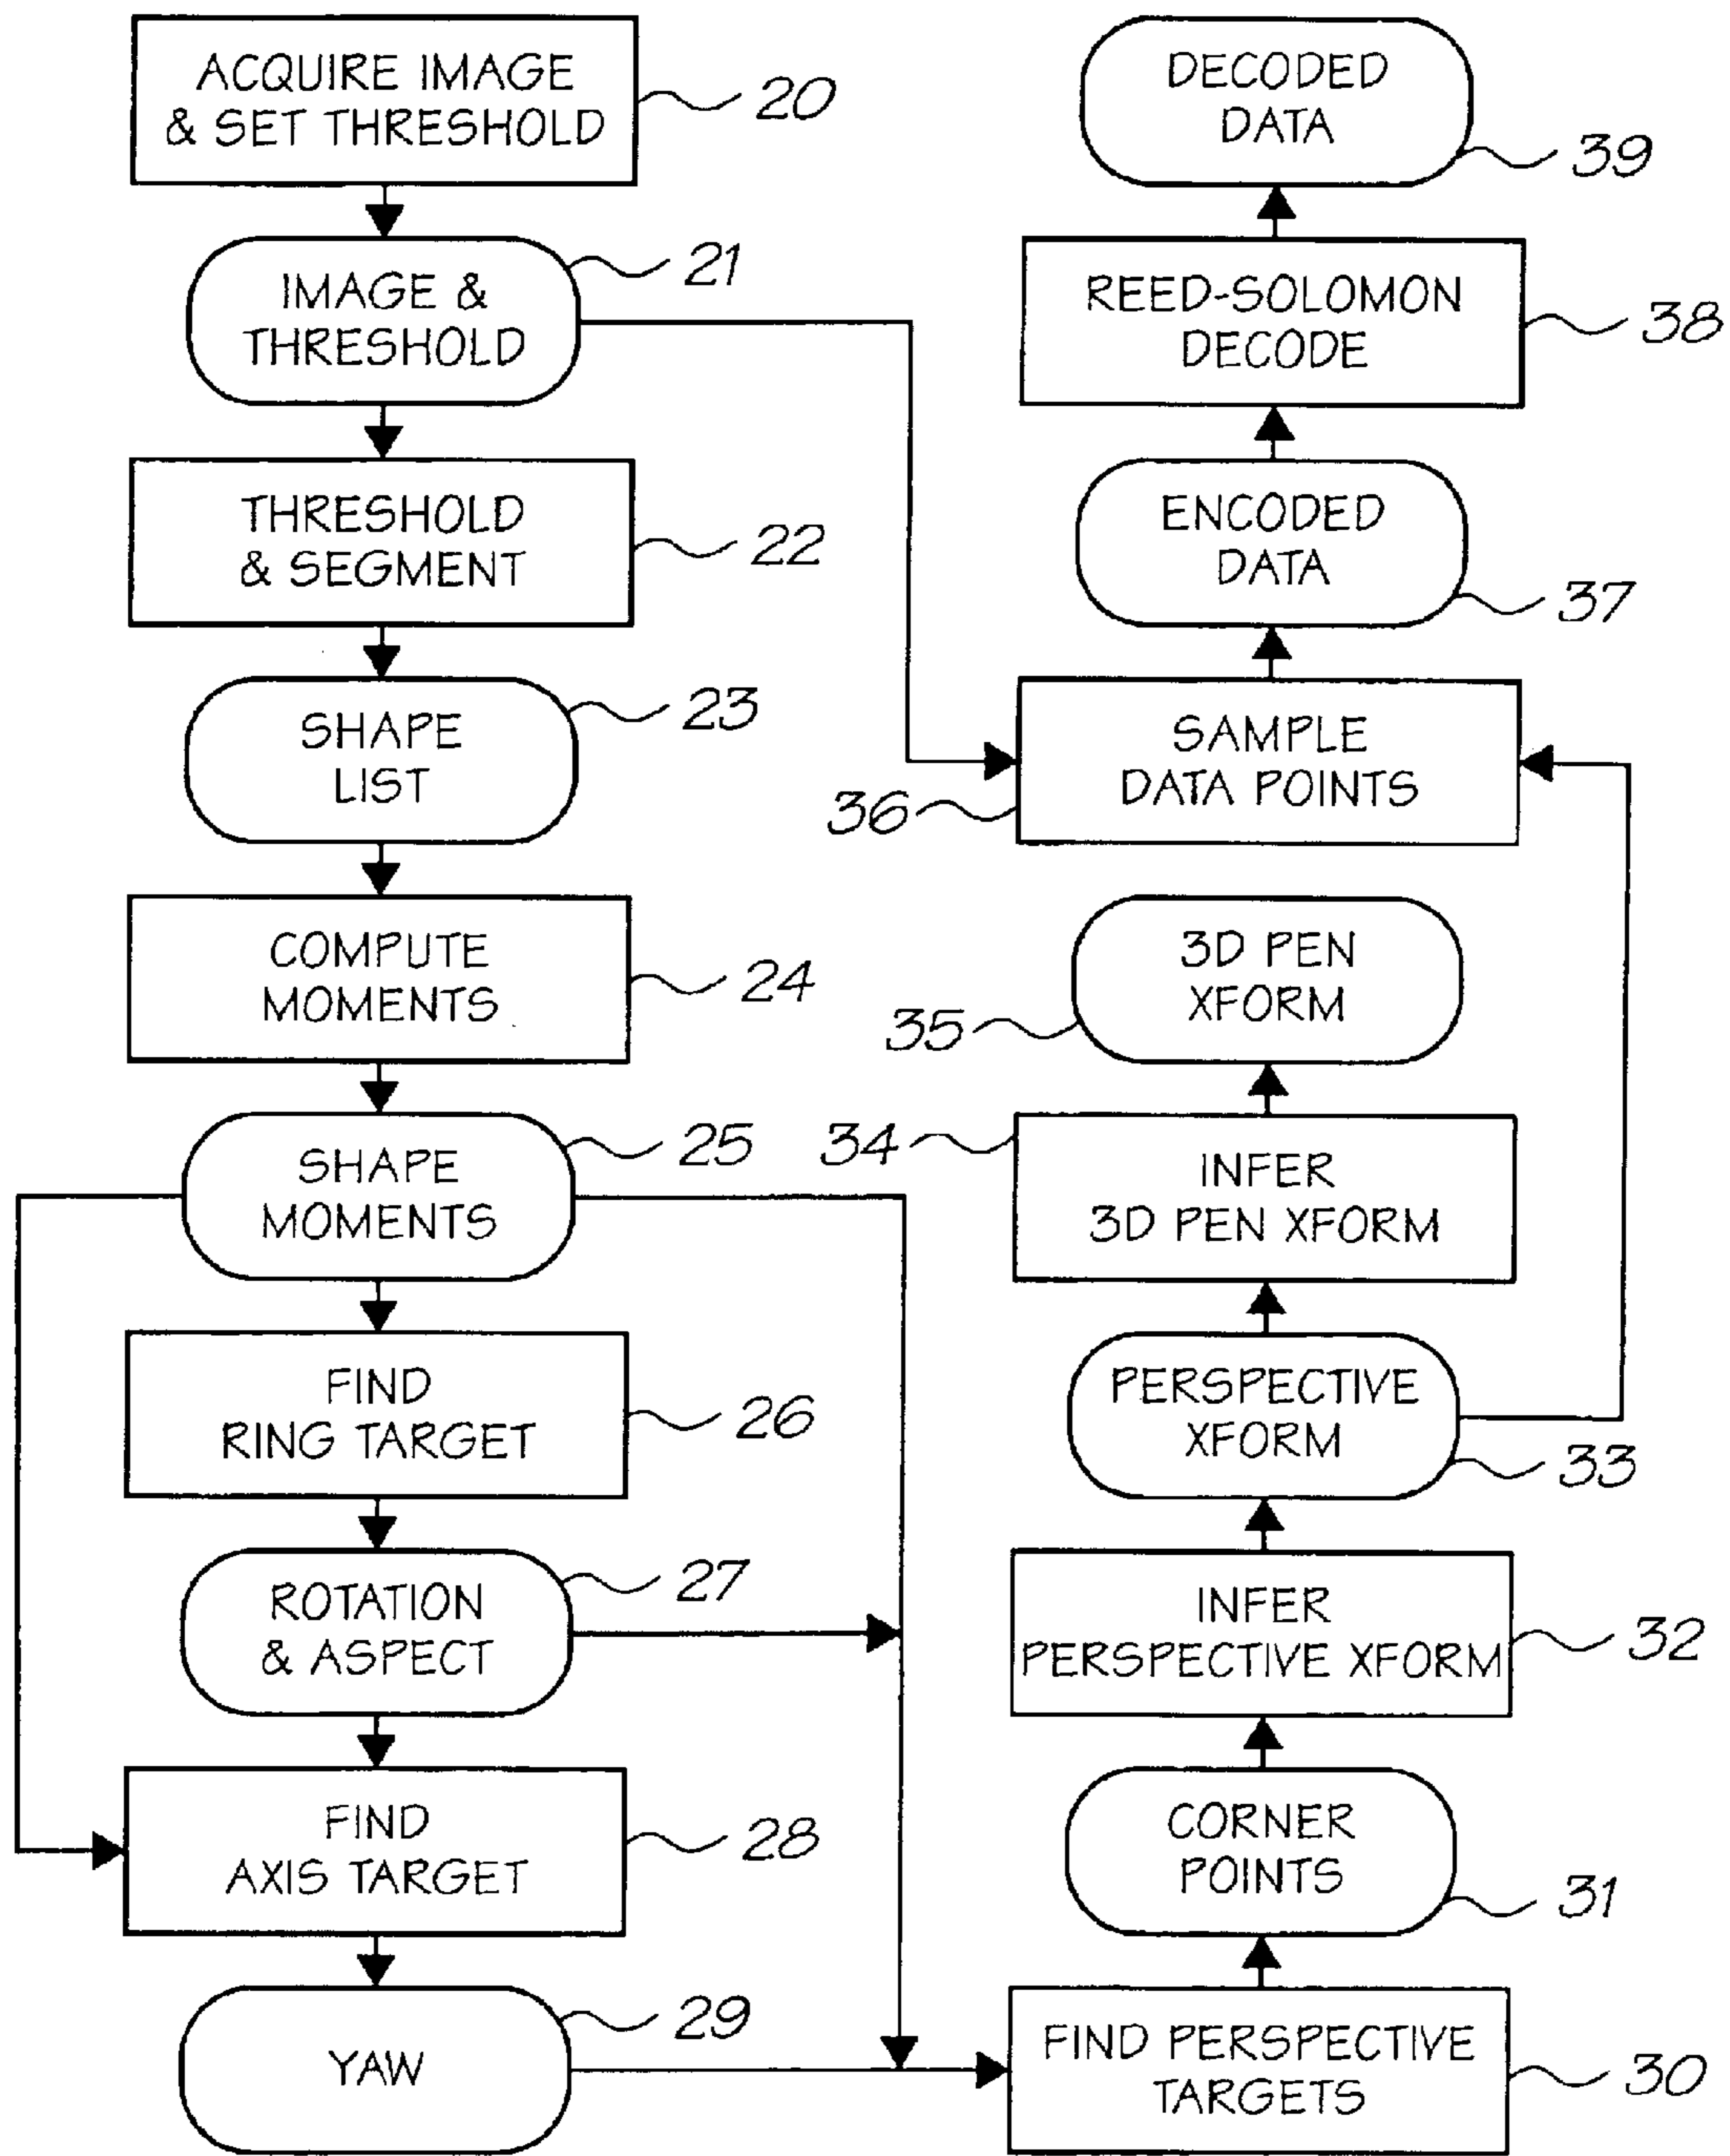 ACQUIRE IMAGE
& SET THRESHOLD
20
IMAGE &
THRESHOLD
21
THRESHOLD
& SEGMENT
22
SHAPE
LIST
23
COMPUTE
MOMENTS
24
SHAPE
MOMENTS
25
FIND
RING TARGET
26
ROTATION
& ASPECT
27
FIND
AXIS TARGET
28
YAW
29
DECODED
DATA
39
REED-SOLOMON
DECODE
38
ENCODED
DATA
37
SAMPLE
DATA POINTS
36
3D PEN
XFORM
35
INFER
3D PEN XFORM
34
PERSPECTIVE
XFORM
33
INFER
PERSPECTIVE XFORM
32
CORNER
POINTS
31
FIND PERSPECTIVE
TARGETS
30